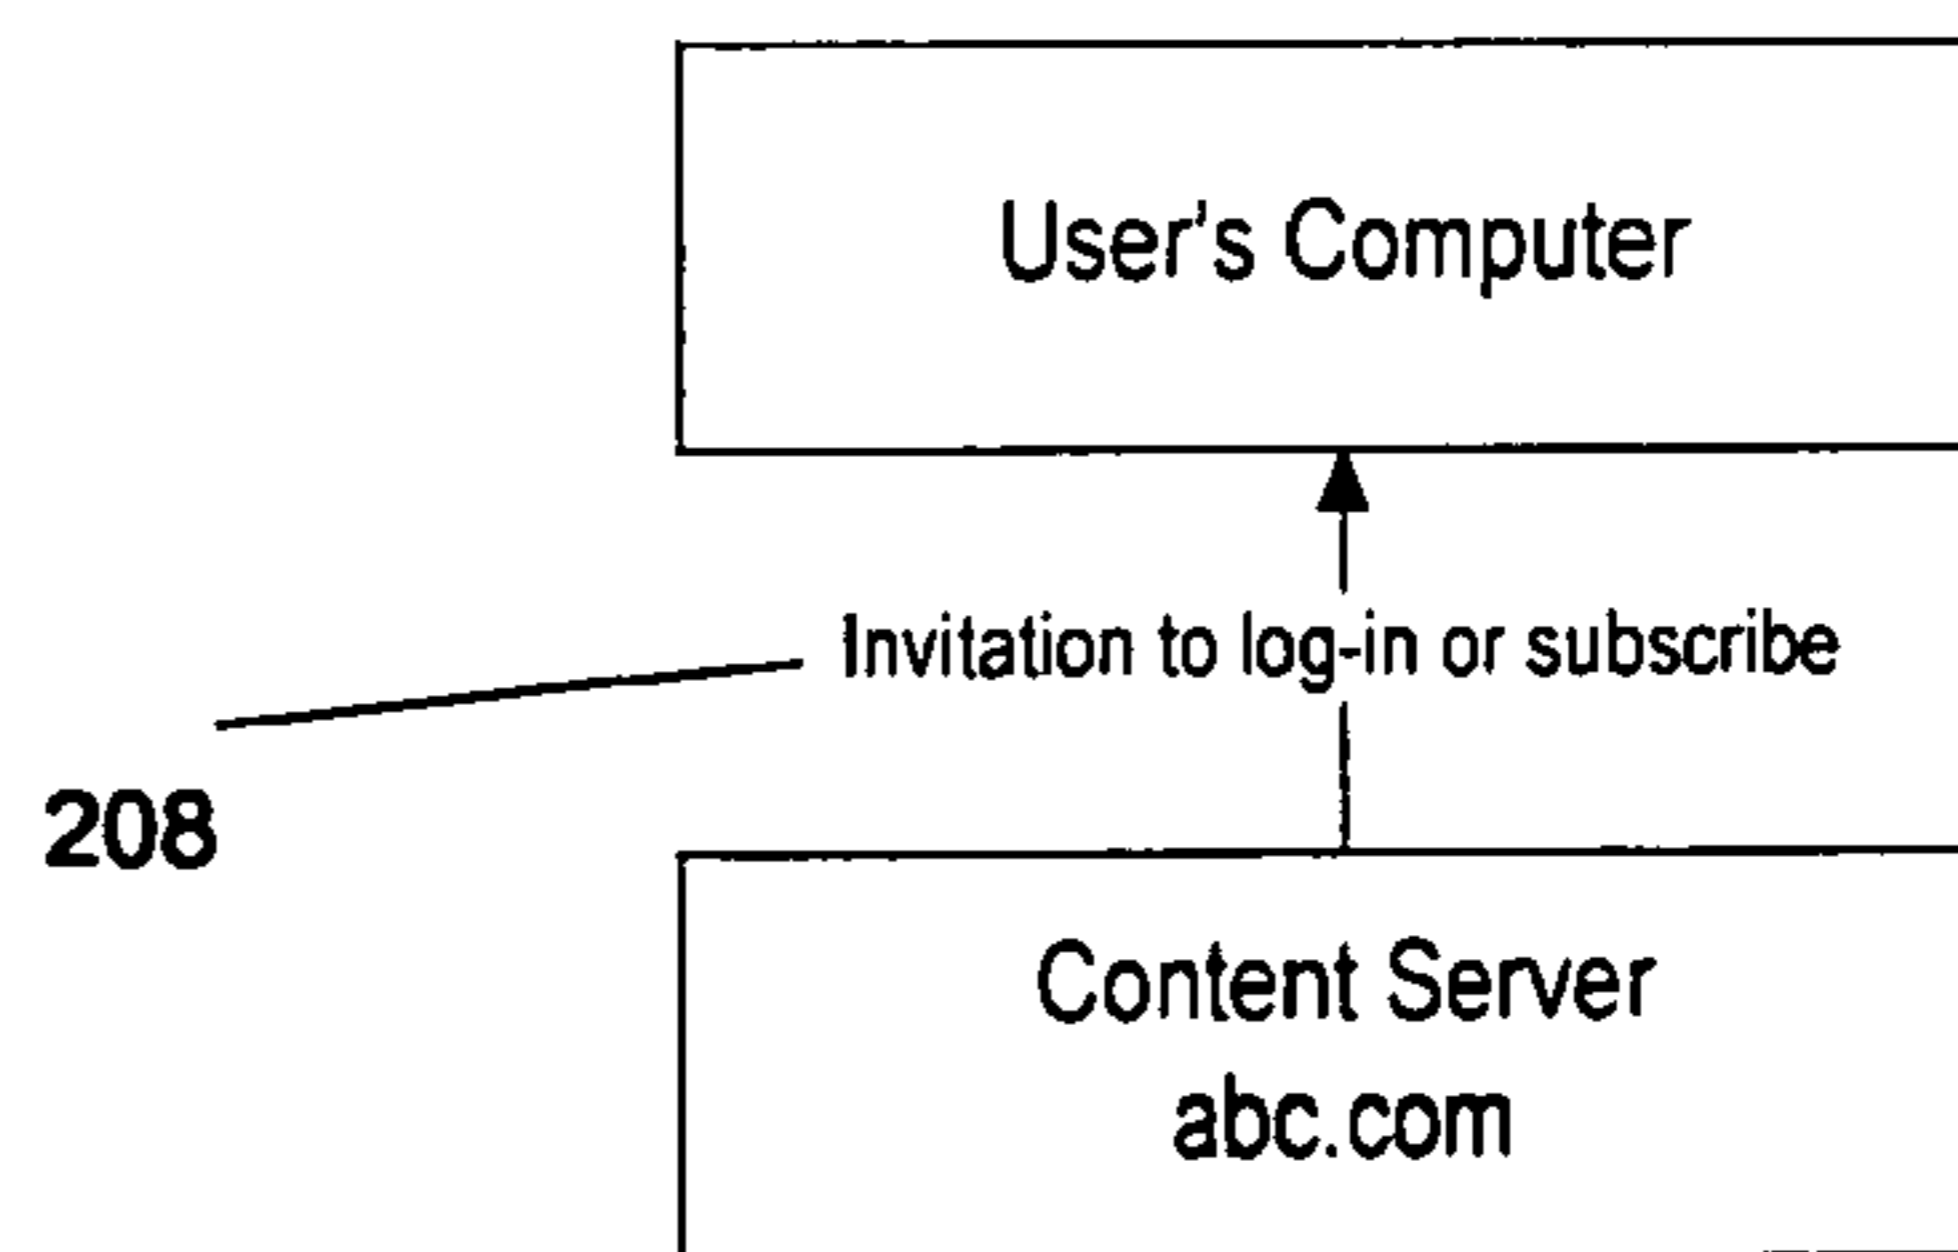 User's Computer
Invitation to log-in or subscribe
208
Content Server
abc.com